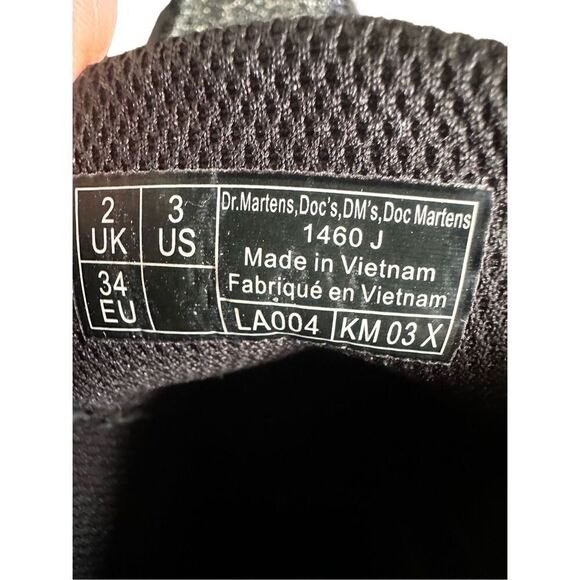 2 UK
3 US
34 EU
Dr.Martens,Doc's,DM's,Doc Martens
1460 J
Made in Vietnam
Fabriqué en Vietnam
LA004 KM 03 X